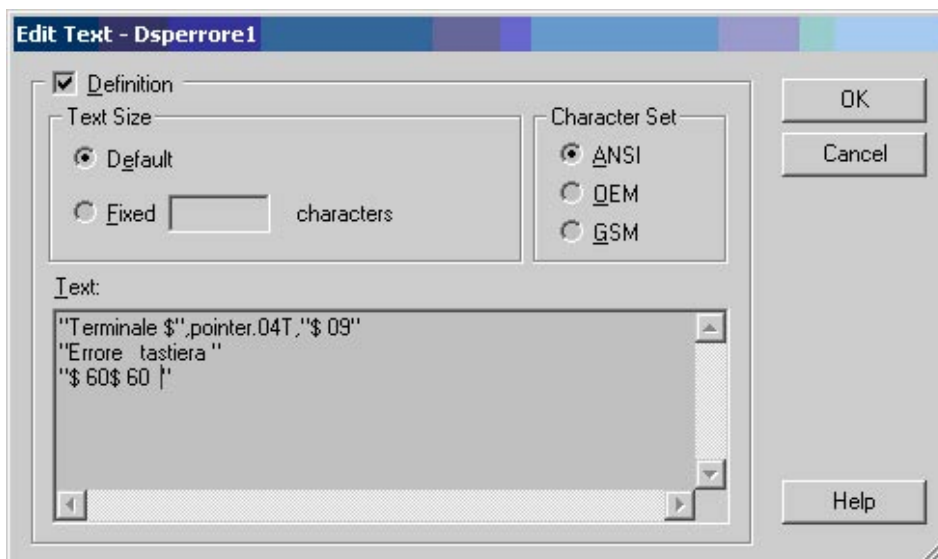 Edit Text - Dsperrore1
Definition
Text Size
Default
Fixed characters
Character Set
ANSI
OEM
GSM
OK
Cancel
Text:
"Terminale $",pointer.04T,"$ 09"
"Errore   tastiera "
"$ 60$ 60  "
Help